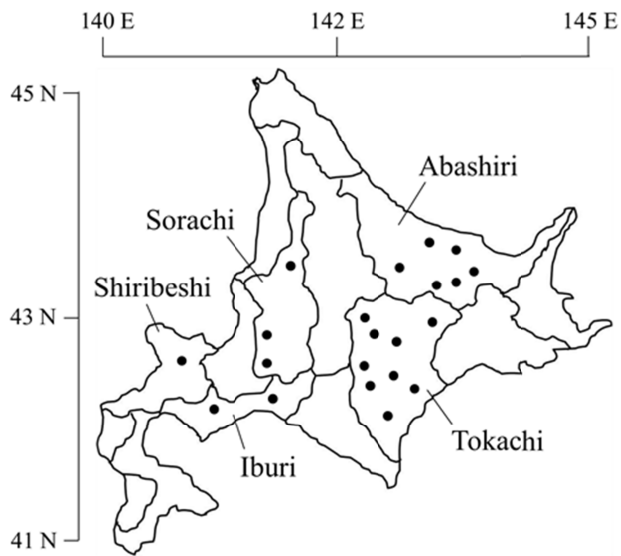 140 E 142 E 145 E
45 N
Abashiri
Sorachi
Shiribeshi
43 N
Tokachi
Iburi
41 N